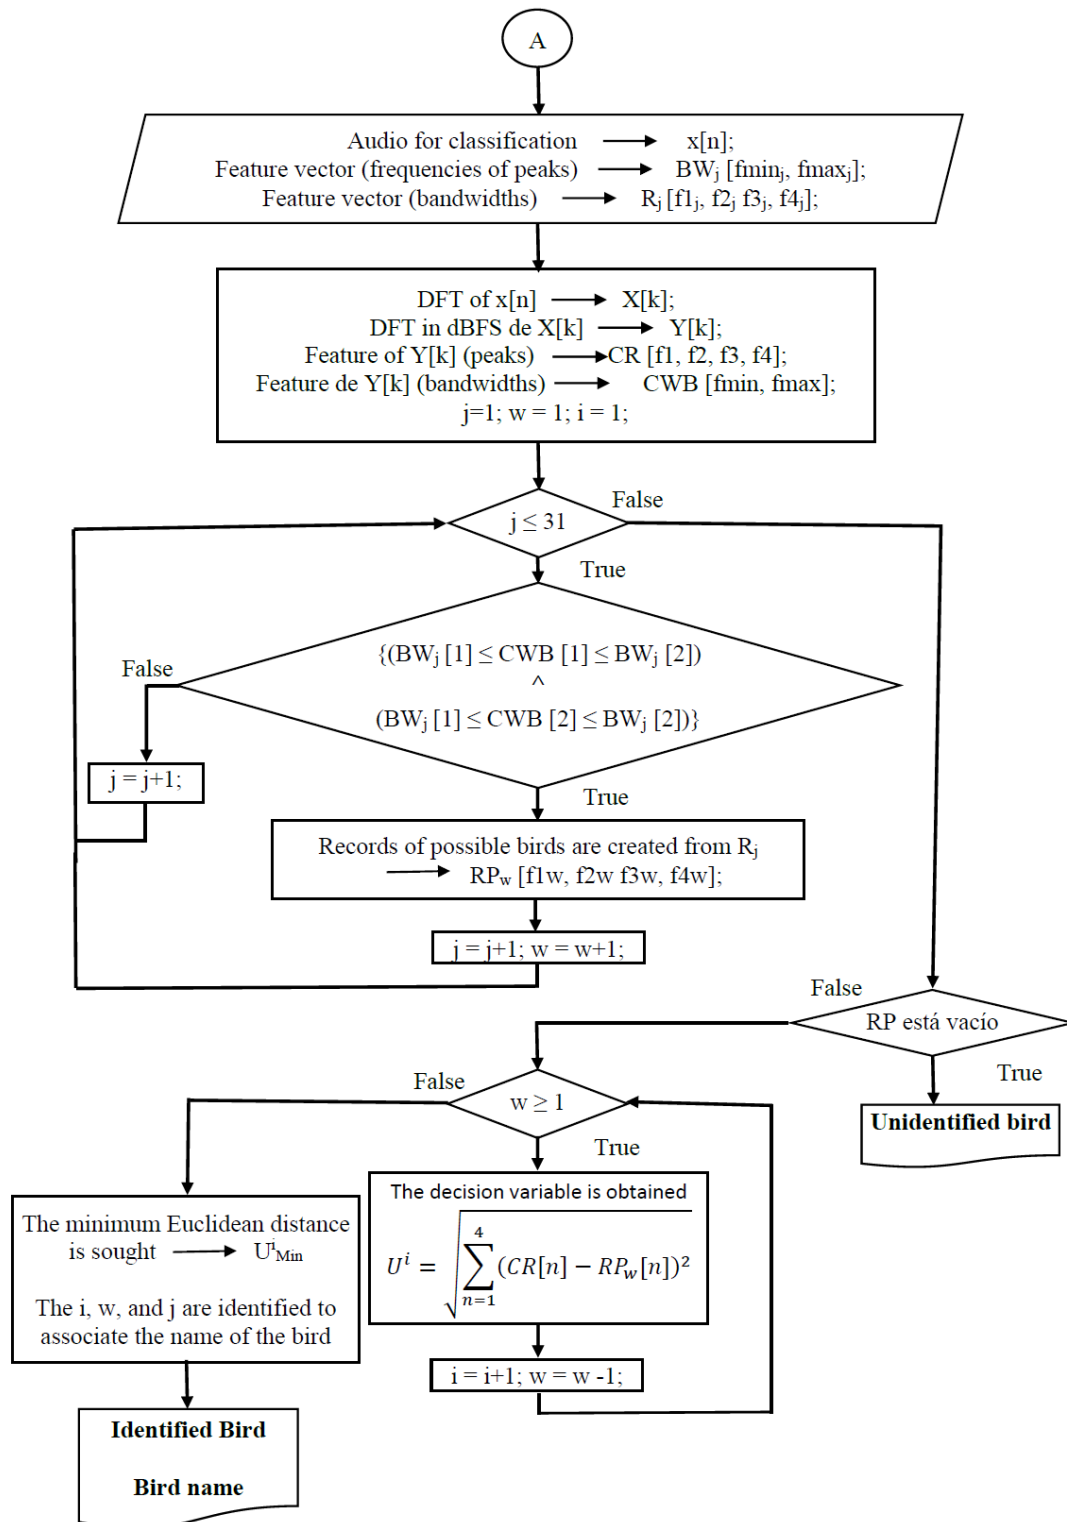 A
Audio for classification → x[n];
Feature vector (frequencies of peaks) → BWj [fminj, fmaxj];
Feature vector (bandwidths) → Rj [f1j, f2j f3j, f4j];
DFT of x[n] → X[k];
DFT in dBFS de X[k] → Y[k];
Feature of Y[k] (peaks) → CR [f1, f2, f3, f4];
Feature de Y[k] (bandwidths) → CWB [fmin, fmax];
j=1; w = 1; i = 1;
j ≤ 31
False
True
{(BWj [1] ≤ CWB [1] ≤ BWj [2])
^
(BWj [1] ≤ CWB [2] ≤ BWj [2])}
False
j = j+1;
True
Records of possible birds are created from Rj
→ RPw [f1w, f2w f3w, f4w];
j = j+1; w = w+1;
RP está vacío
False
True
Unidentified bird
w ≥ 1
False
True
The decision variable is obtained
U^i = √(∑_{n=1}^{4} (CR[n] − RP_w[n])^2)
i = i+1; w = w -1;
The minimum Euclidean distance
is sought → U^i_Min
The i, w, and j are identified to
associate the name of the bird
Identified Bird
Bird name